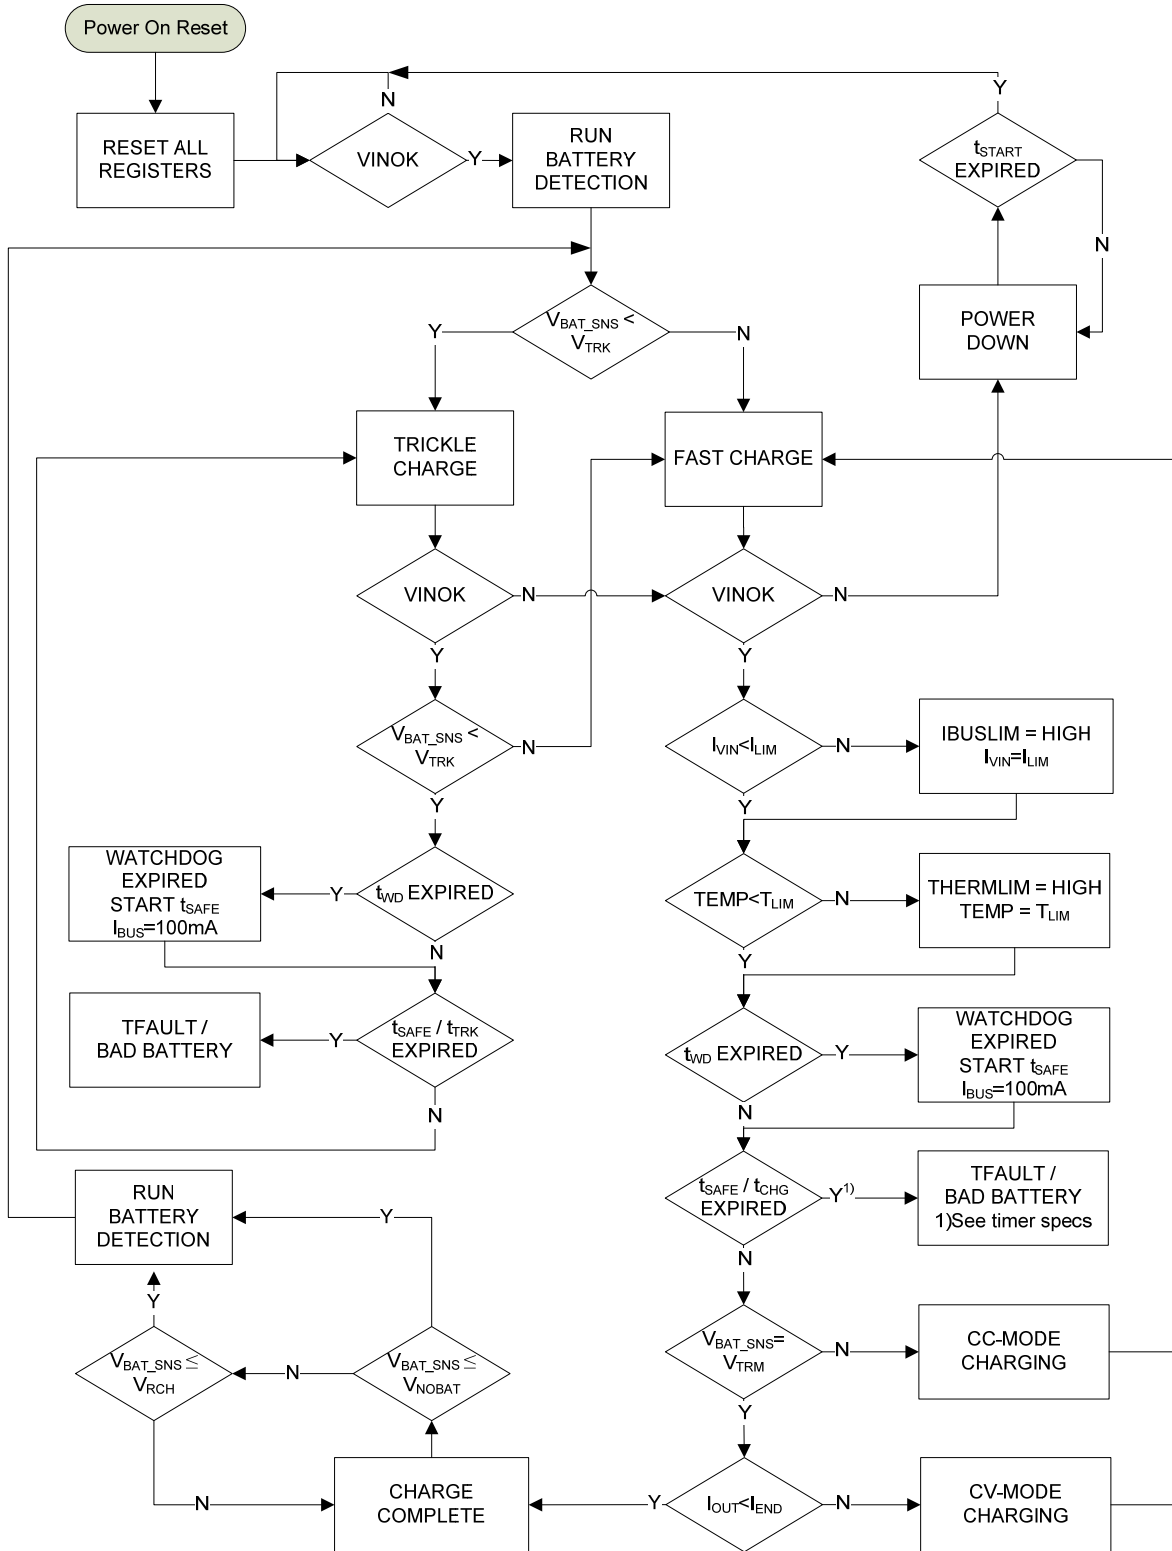 Power On Reset
RESET ALL
REGISTERS
N
VINOK
Y
RUN
BATTERY
DETECTION
Y
tSTART
EXPIRED
N
POWER
DOWN
VBAT_SNS <
VTRK
Y
N
TRICKLE
CHARGE
FAST CHARGE
VINOK
N
Y
VINOK
N
Y
VBAT_SNS <
VTRK
N
Y
IVIN<ILIM
N
Y
IBUSLIM = HIGH
IVIN=ILIM
WATCHDOG
EXPIRED
START tSAFE
IBUS=100mA
Y
tWD EXPIRED
N
TEMP<TLIM
N
Y
THERMLIM = HIGH
TEMP = TLIM
TFAULT /
BAD BATTERY
Y
tSAFE / tTRK
EXPIRED
N
tWD EXPIRED
Y
N
WATCHDOG
EXPIRED
START tSAFE
IBUS=100mA
tSAFE / tCHG
EXPIRED
Y1)
N
TFAULT /
BAD BATTERY
1)See timer specs
RUN
BATTERY
DETECTION
Y
Y
VBAT_SNS ≤
VRCH
N
VBAT_SNS ≤
VNOBAT
VBAT_SNS=
VTRM
N
Y
CC-MODE
CHARGING
N
CHARGE
COMPLETE
Y
IOUT<IEND
N
CV-MODE
CHARGING